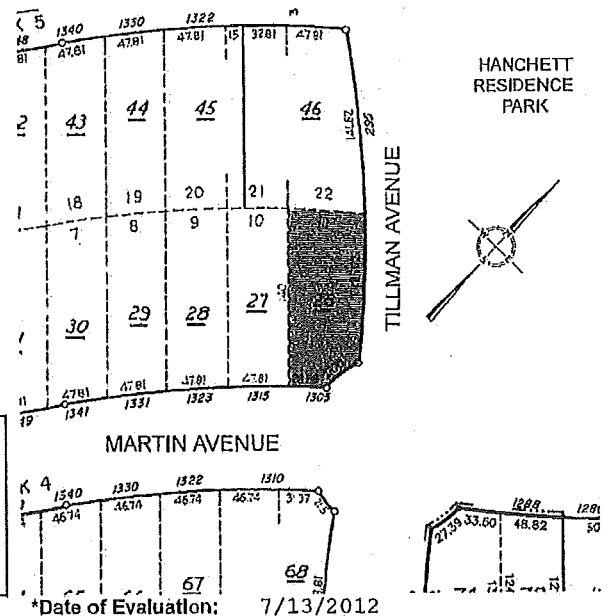 5
1340 1330 1322
47.81 47.81 47.81 15 32.81 47.81
HANCHETT
RESIDENCE
PARK
43 44 45 46
295
TILLMAN AVENUE
18 19 20 21 22
7 8 9 10
30 29 28 27
47.81 47.81 47.81 47.81
1341 1331 1323 1315 1305
MARTIN AVENUE
4
1340 1330 1322 1310
46.74 46.74 46.74 46.74
1288
27.39 33.60 48.82
67 68
*Date of Evaluation: 7/13/2012